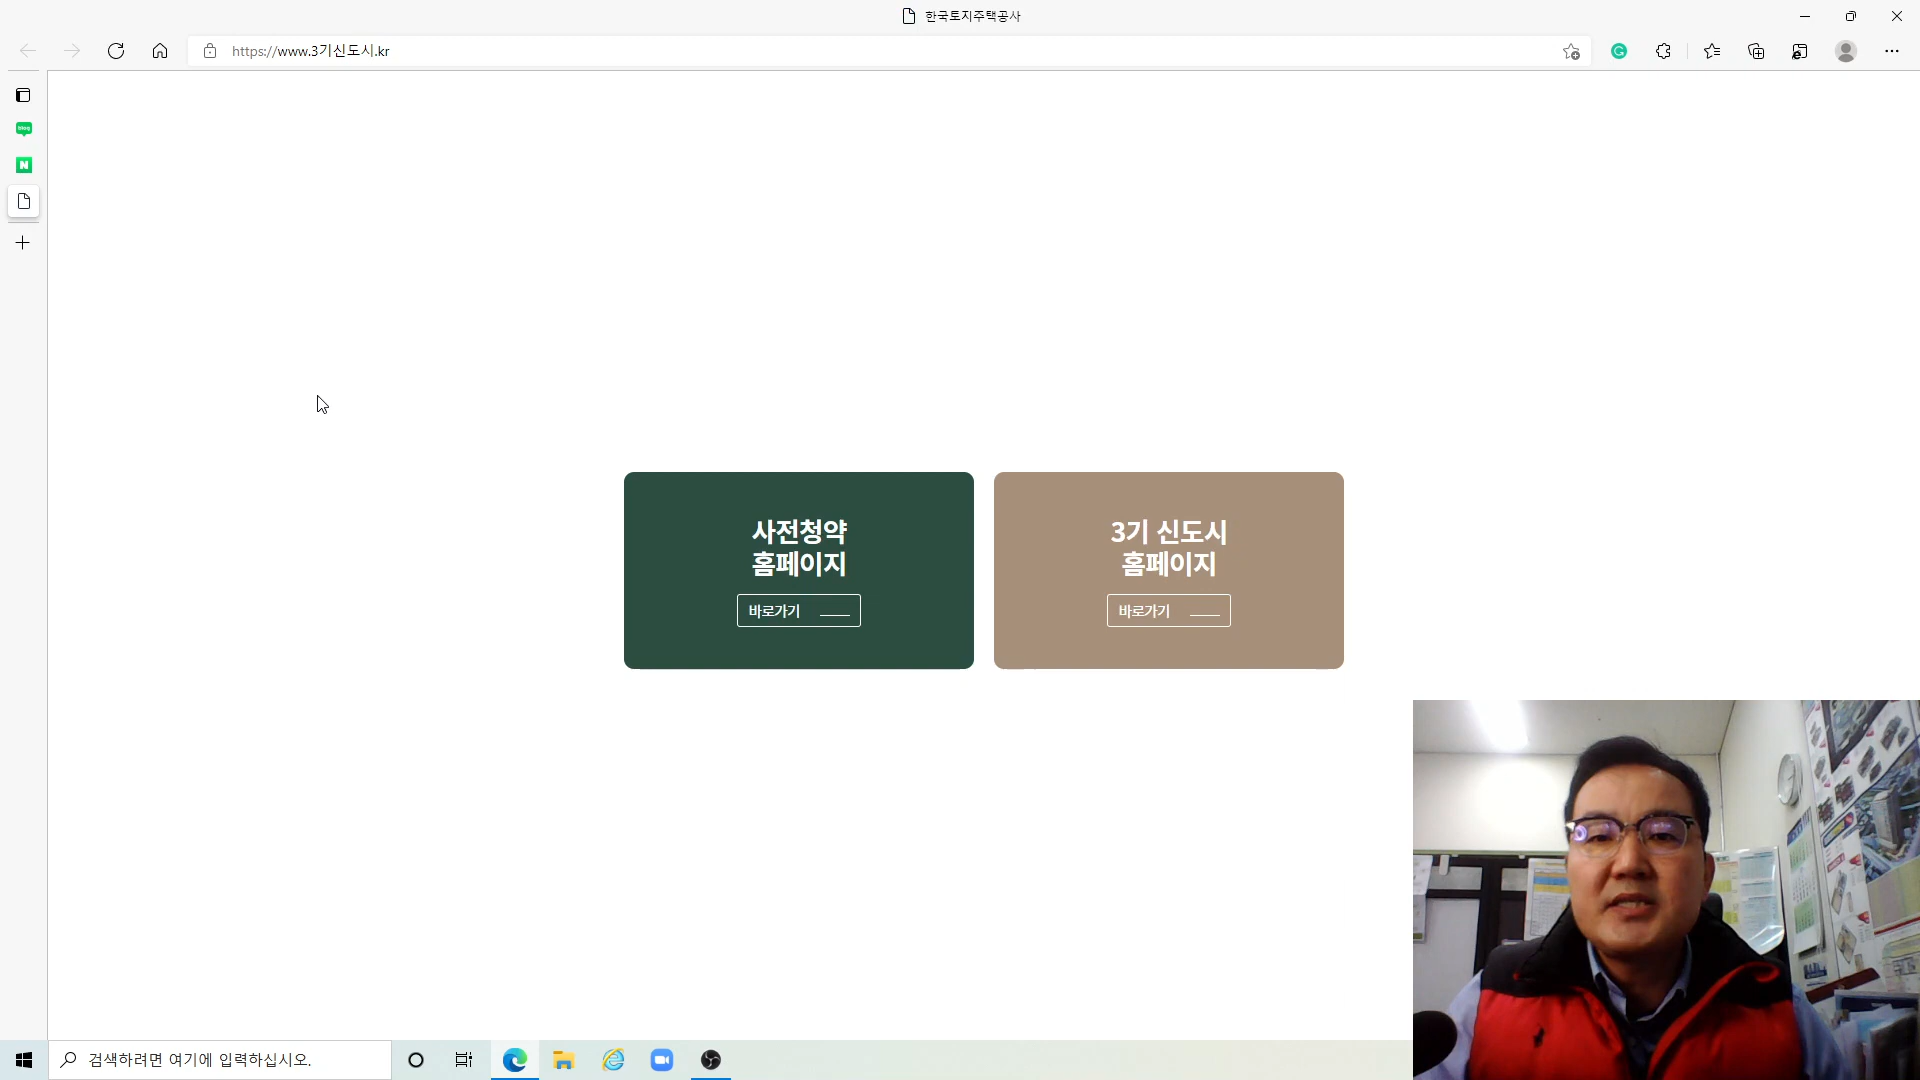 한국토지주택공사
https://www.3기신도시.kr
blog
N
사전청약
홈페이지
바로가기
3기 신도시
홈페이지
바로가기
검색하려면 여기에 입력하십시오.